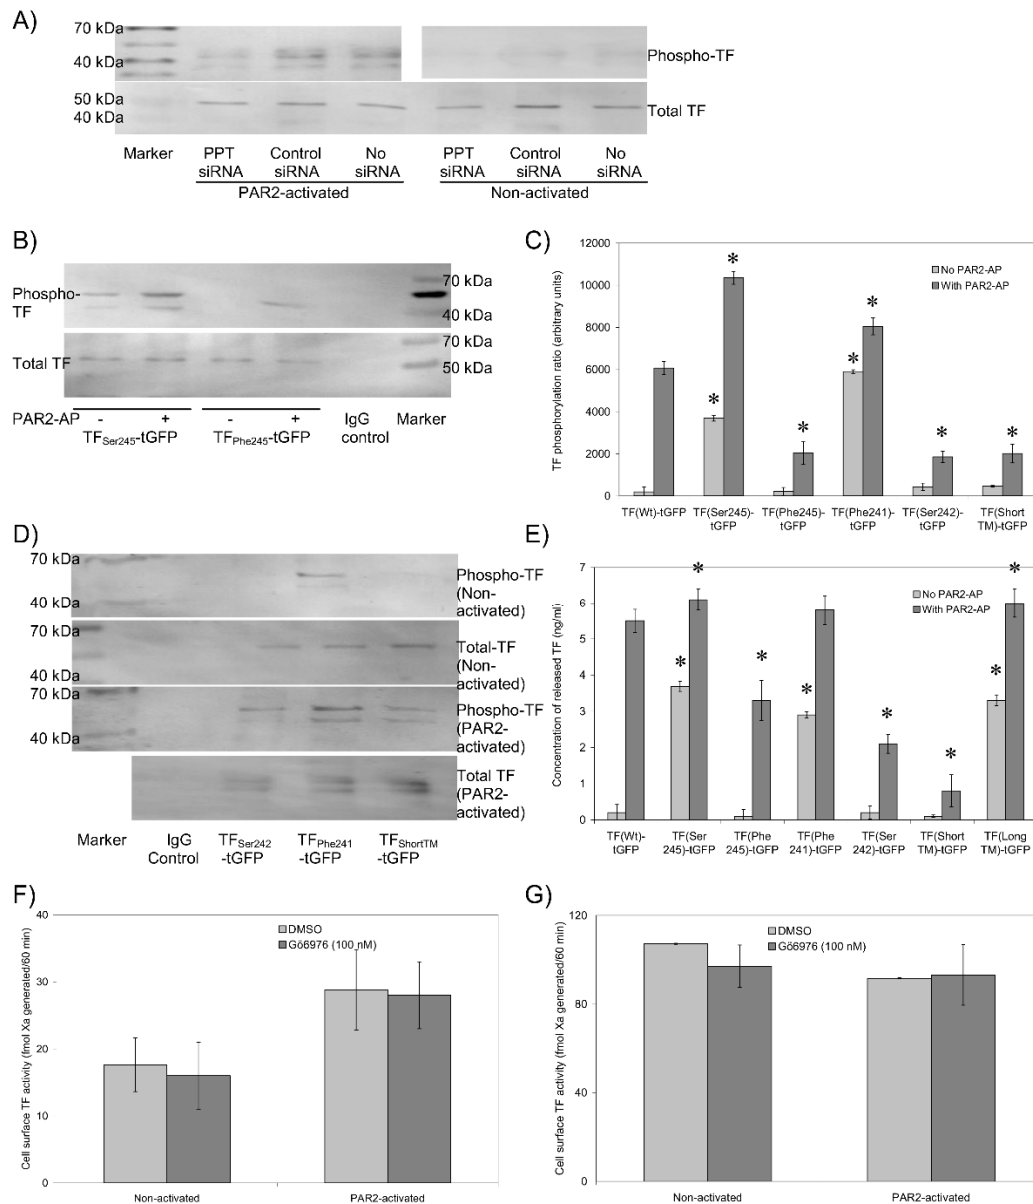 A)
70 kDa
40 kDa
Phospho-TF
50 kDa
40 kDa
Total TF
Marker
PPT siRNA
Control siRNA
No siRNA
PPT siRNA
Control siRNA
No siRNA
PAR2-activated
Non-activated
B)
70 kDa
Phospho-
TF
40 kDa
70 kDa
Total TF
50 kDa
PAR2-AP
-
+
-
+
IgG
control
Marker
TFSer245-tGFP
TFPhe245-tGFP
C)
12000
10000
8000
6000
4000
2000
0
TF phosphorylation ratio (arbitrary units)
No PAR2-AP
With PAR2-AP
*
*
*
*
*
*
*
TF(Wt)-tGFP
TF(Ser245)-
tGFP
TF(Phe245)-
tGFP
TF(Phe241)-
tGFP
TF(Ser242)-
tGFP
TF(Short
TM)-tGFP
D)
70 kDa
40 kDa
Phospho-TF
(Non-
activated)
70 kDa
40 kDa
Total-TF
(Non-
activated)
70 kDa
40 kDa
Phospho-TF
(PAR2-
activated)
Total TF
(PAR2-
activated)
Marker
IgG
Control
TFSer242
-tGFP
TFPhe241
-tGFP
TFShortTM
-tGFP
E)
7
6
5
4
3
2
1
0
Concentration of released TF (ng/ml)
No PAR2-AP
With PAR2-AP
*
*
*
*
*
*
*
*
TF(Wt)-
tGFP
TF(Ser
245)-tGFP
TF(Phe
245)-tGFP
TF(Phe
241)-tGFP
TF(Ser
242)-tGFP
TF(Short
TM)-tGFP
TF(Long
TM)-tGFP
F)
40
30
20
10
0
Cell surface TF activity (fmol Xa generated/60 min)
DMSO
Gö6976 (100 nM)
Non-activated
PAR2-activated
G)
120
80
40
0
Cell surface TF activity (fmol Xa generated/60 min)
DMSO
Gö6976 (100 nM)
Non-activated
PAR2-activated